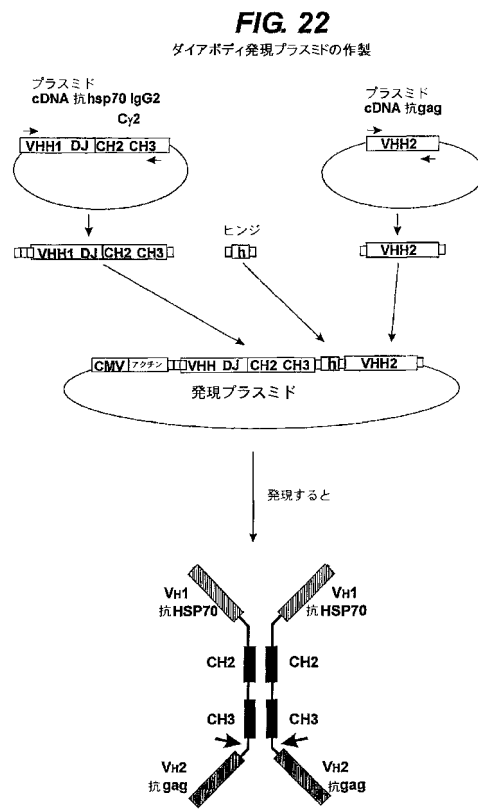 FIG. 22
ダイアボディ発現プラスミドの作製
プラスミド
cDNA 抗hsp70 IgG2
Cγ2
VHH1 DJ CH2 CH3
プラスミド
cDNA 抗gag
VHH2
VHH1 DJ CH2 CH3
ヒンジ
h
VHH2
CMV アクチン VHH DJ CH2 CH3 h VHH2
発現プラスミド
発現すると
VH1
抗HSP70
VH1
抗HSP70
CH2
CH2
CH3
CH3
VH2
抗gag
VH2
抗gag